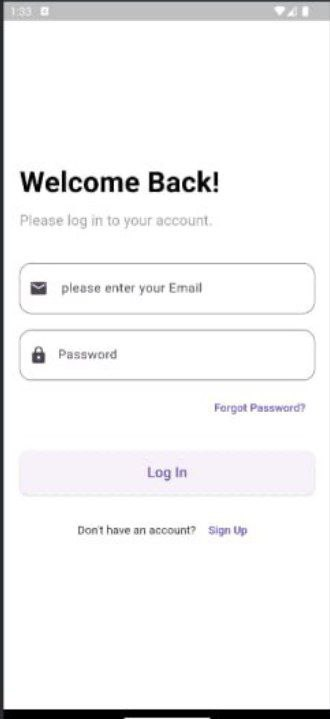 1:33
Welcome Back!
Please log in to your account.
please enter your Email
Password
Forgot Password?
Log In
Don't have an account? Sign Up